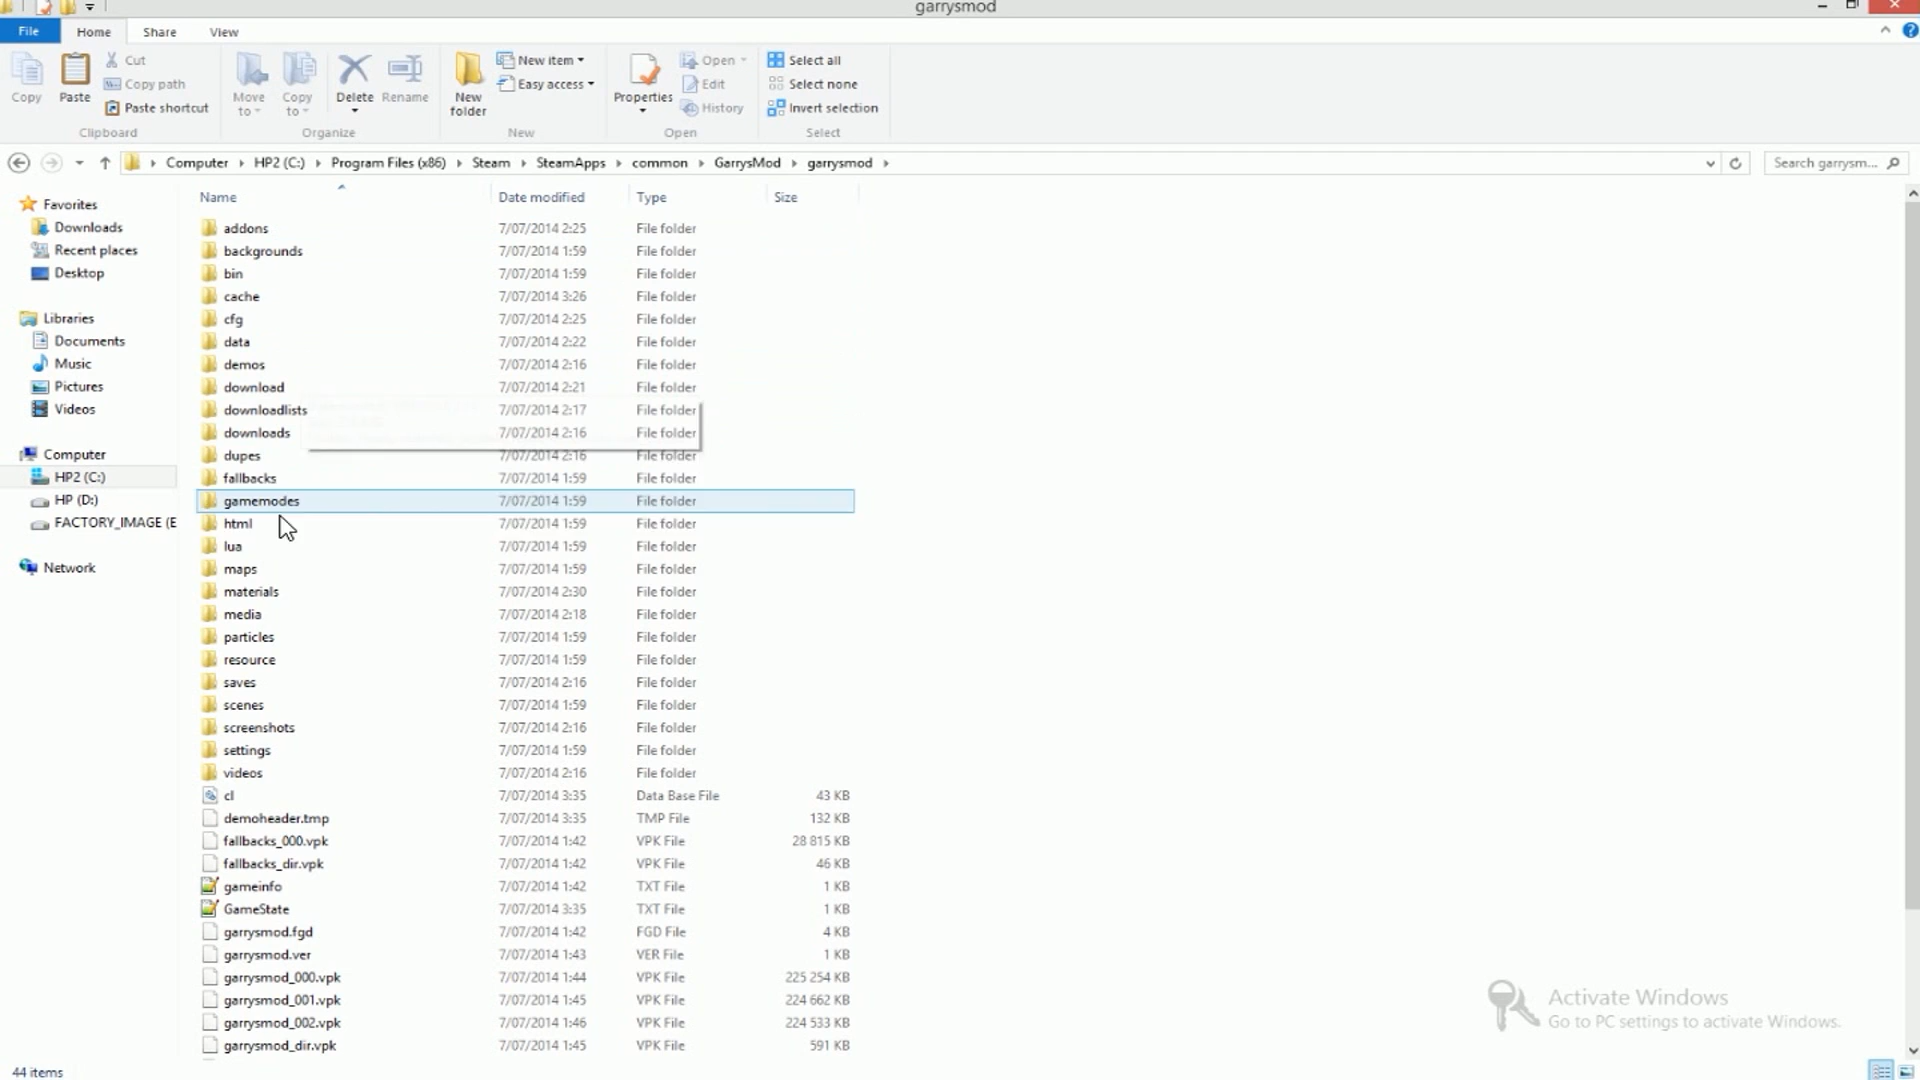 garrysmod
File Home Share View
Copy
Paste
Cut
Copy path
Paste shortcut
Clipboard
Move to
Copy to
Delete
Rename
Organize
New folder
New item
Easy access
New
Properties
Open
Edit
History
Open
Select all
Select none
Invert selection
Select
Computer HP2 (C:) Program Files (x86) Steam SteamApps common GarrysMod garrysmod
Search garrysm...
Favorites
Downloads
Recent places
Desktop
Libraries
Documents
Music
Pictures
Videos
Computer
HP2 (C:)
HP (D:)
FACTORY_IMAGE (E
Network
Name Date modified Type Size
addons 7/07/2014 2:25 File folder
backgrounds 7/07/2014 1:59 File folder
bin 7/07/2014 1:59 File folder
cache 7/07/2014 3:26 File folder
cfg 7/07/2014 2:25 File folder
data 7/07/2014 2:22 File folder
demos 7/07/2014 2:16 File folder
download 7/07/2014 2:21 File folder
downloadlists 7/07/2014 2:17 File folder
downloads 7/07/2014 2:16 File folder
dupes 7/07/2014 2:16 File folder
fallbacks 7/07/2014 1:59 File folder
gamemodes 7/07/2014 1:59 File folder
html 7/07/2014 1:59 File folder
lua 7/07/2014 1:59 File folder
maps 7/07/2014 1:59 File folder
materials 7/07/2014 2:30 File folder
media 7/07/2014 2:18 File folder
particles 7/07/2014 1:59 File folder
resource 7/07/2014 1:59 File folder
saves 7/07/2014 2:16 File folder
scenes 7/07/2014 1:59 File folder
screenshots 7/07/2014 2:16 File folder
settings 7/07/2014 1:59 File folder
videos 7/07/2014 2:16 File folder
cl 7/07/2014 3:35 Data Base File 43 KB
demoheader.tmp 7/07/2014 3:35 TMP File 132 KB
fallbacks_000.vpk 7/07/2014 1:42 VPK File 28 815 KB
fallbacks_dir.vpk 7/07/2014 1:42 VPK File 46 KB
gameinfo 7/07/2014 1:42 TXT File 1 KB
GameState 7/07/2014 3:35 TXT File 1 KB
garrysmod.fgd 7/07/2014 1:42 FGD File 4 KB
garrysmod.ver 7/07/2014 1:43 VER File 1 KB
garrysmod_000.vpk 7/07/2014 1:44 VPK File 225 254 KB
garrysmod_001.vpk 7/07/2014 1:45 VPK File 224 662 KB
garrysmod_002.vpk 7/07/2014 1:46 VPK File 224 533 KB
garrysmod_dir.vpk 7/07/2014 1:45 VPK File 591 KB
Activate Windows
Go to PC settings to activate Windows.
44 items